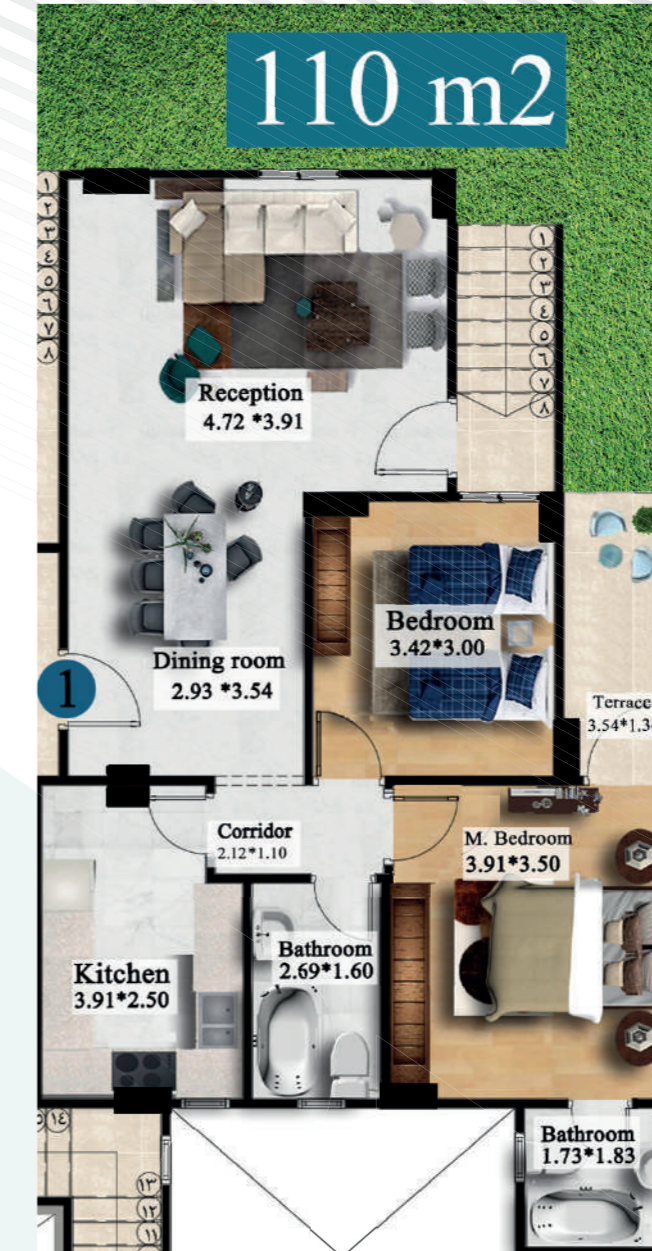 110 m2
١
٢
٣
٤
٥
٦
٧
٨
١
٢
٣
٤
٥
٦
٧
٨
Reception
4.72 *3.91
Bedroom
3.42*3.00
Dining room
2.93 *3.54
1
Terrace
Corridor
2.12*1.10
M. Bedroom
3.91*3.50
Bathroom
2.69*1.60
Kitchen
3.91*2.50
١٤
١٣
١٢
١١
Bathroom
1.73*1.83